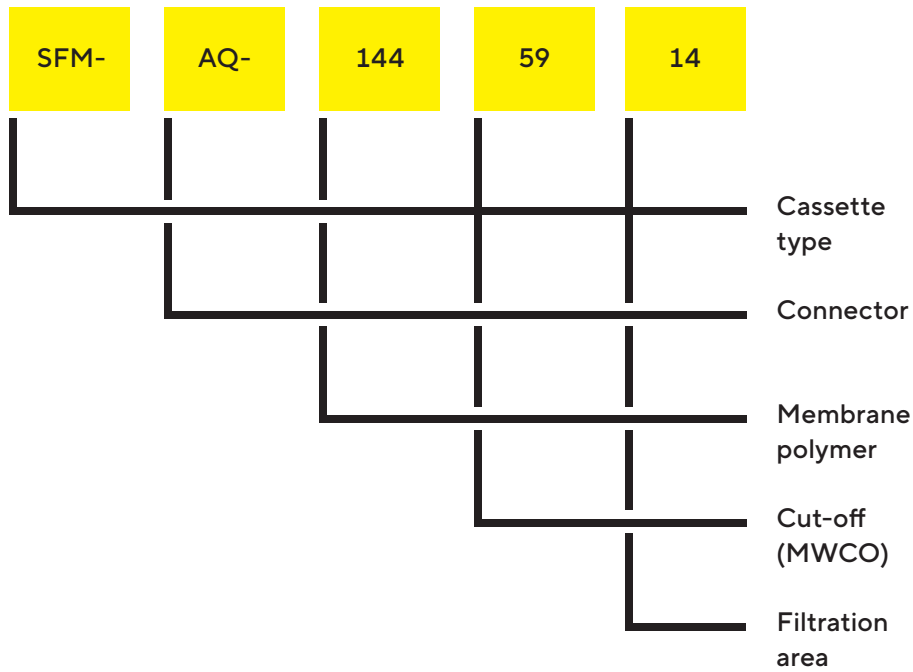 SFM- AQ- 144 59 14
Cassette
type
Connector
Membrane
polymer
Cut-off
(MWCO)
Filtration
area